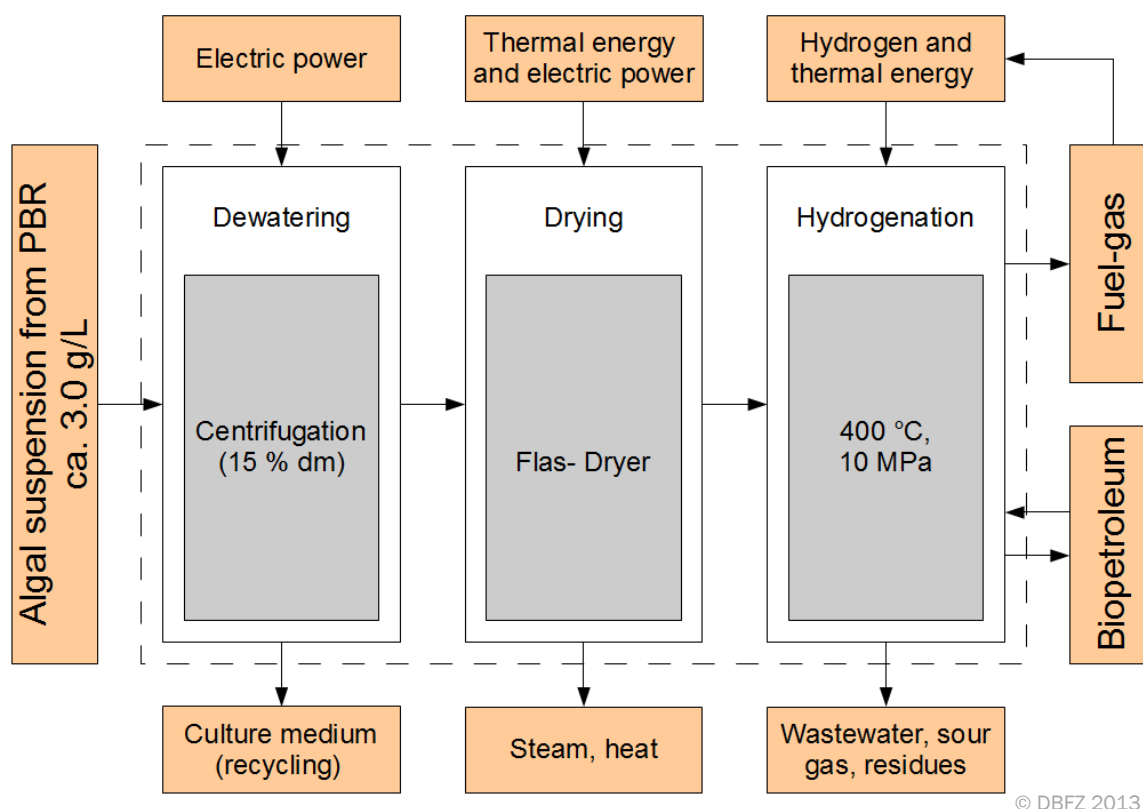 Electric power
Thermal energy
and electric power
Hydrogen and
thermal energy
Algal suspension from PBR
ca. 3.0 g/L
Dewatering
Drying
Hydrogenation
Centrifugation
(15 % dm)
Flas- Dryer
400 °C,
10 MPa
Fuel-gas
Biopetroleum
Culture medium
(recycling)
Steam, heat
Wastewater, sour
gas, residues
© DBFZ 2013